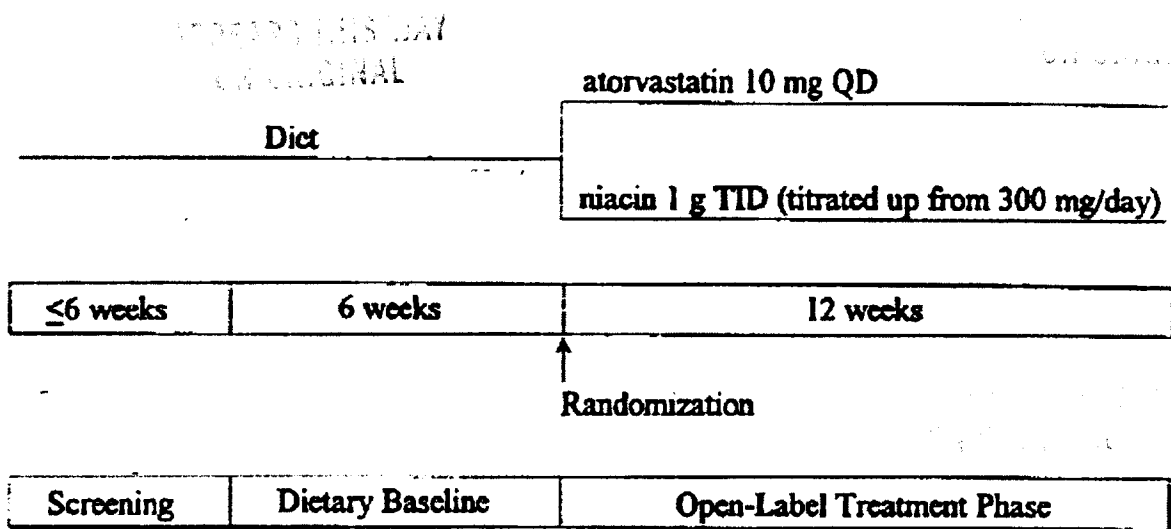 atorvastatin 10 mg QD
Diet
niacin 1 g TID (titrated up from 300 mg/day)
≤6 weeks 6 weeks 12 weeks
Randomization
Screening Dietary Baseline Open-Label Treatment Phase